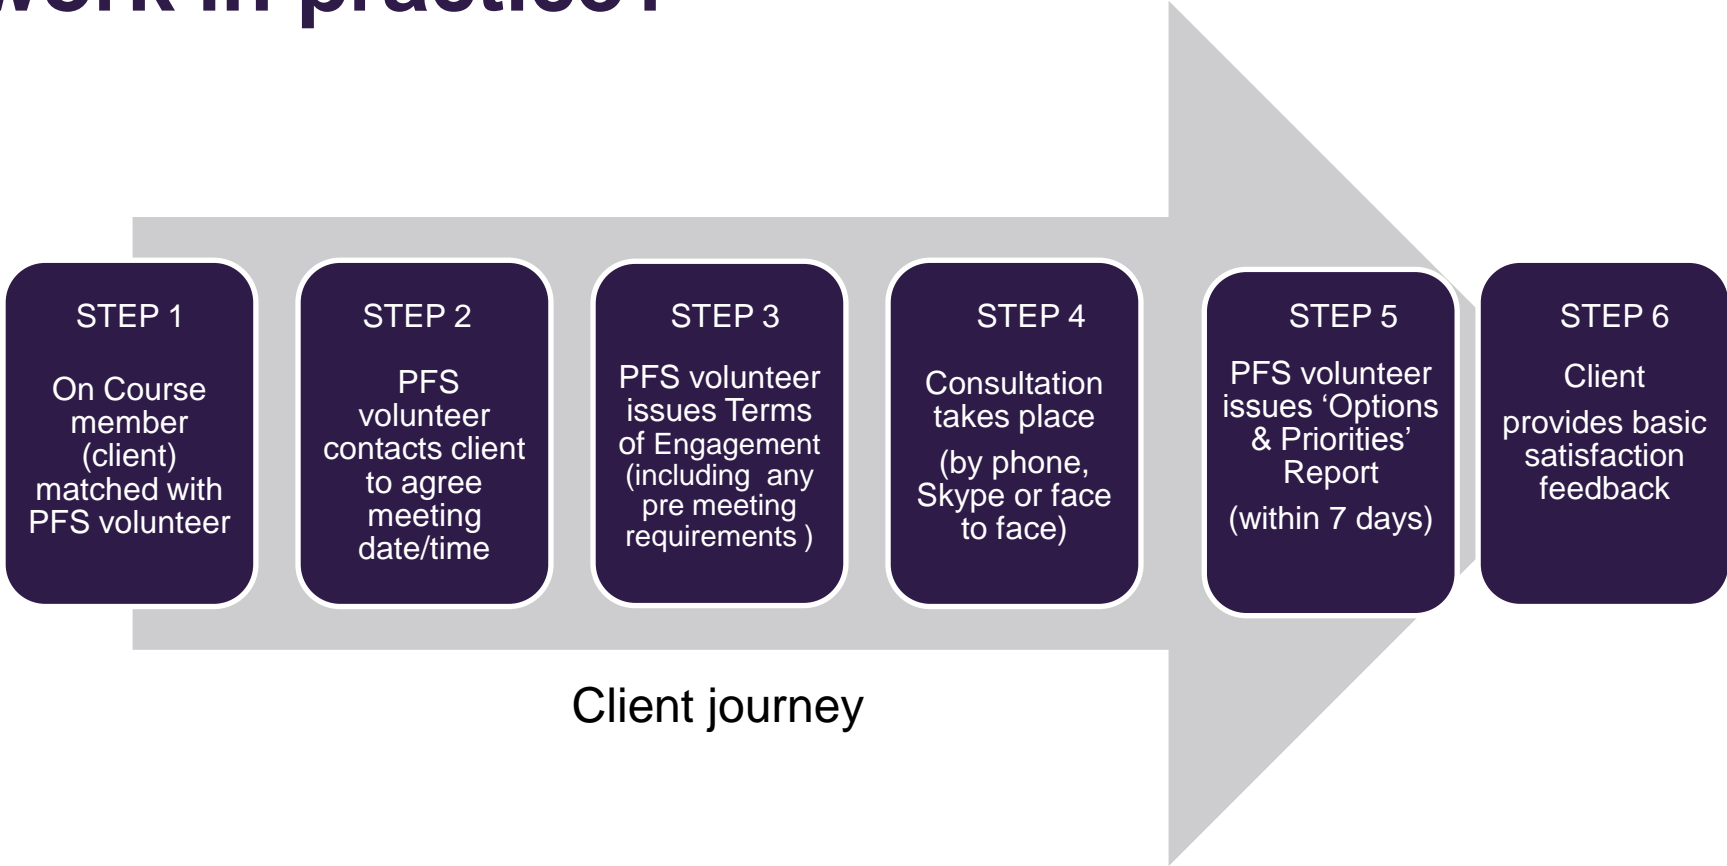 work in practice?
STEP 1
On Course
member
(client)
matched with
PFS volunteer
STEP 2
PFS
volunteer
contacts client
to agree
meeting
date/time
STEP 3
PFS volunteer
issues Terms
of Engagement
(including any
pre meeting
requirements )
STEP 4
Consultation
takes place
(by phone,
Skype or face
to face)
STEP 5
PFS volunteer
issues ‘Options
& Priorities’
Report
(within 7 days)
STEP 6
Client
provides basic
satisfaction
feedback
Client journey